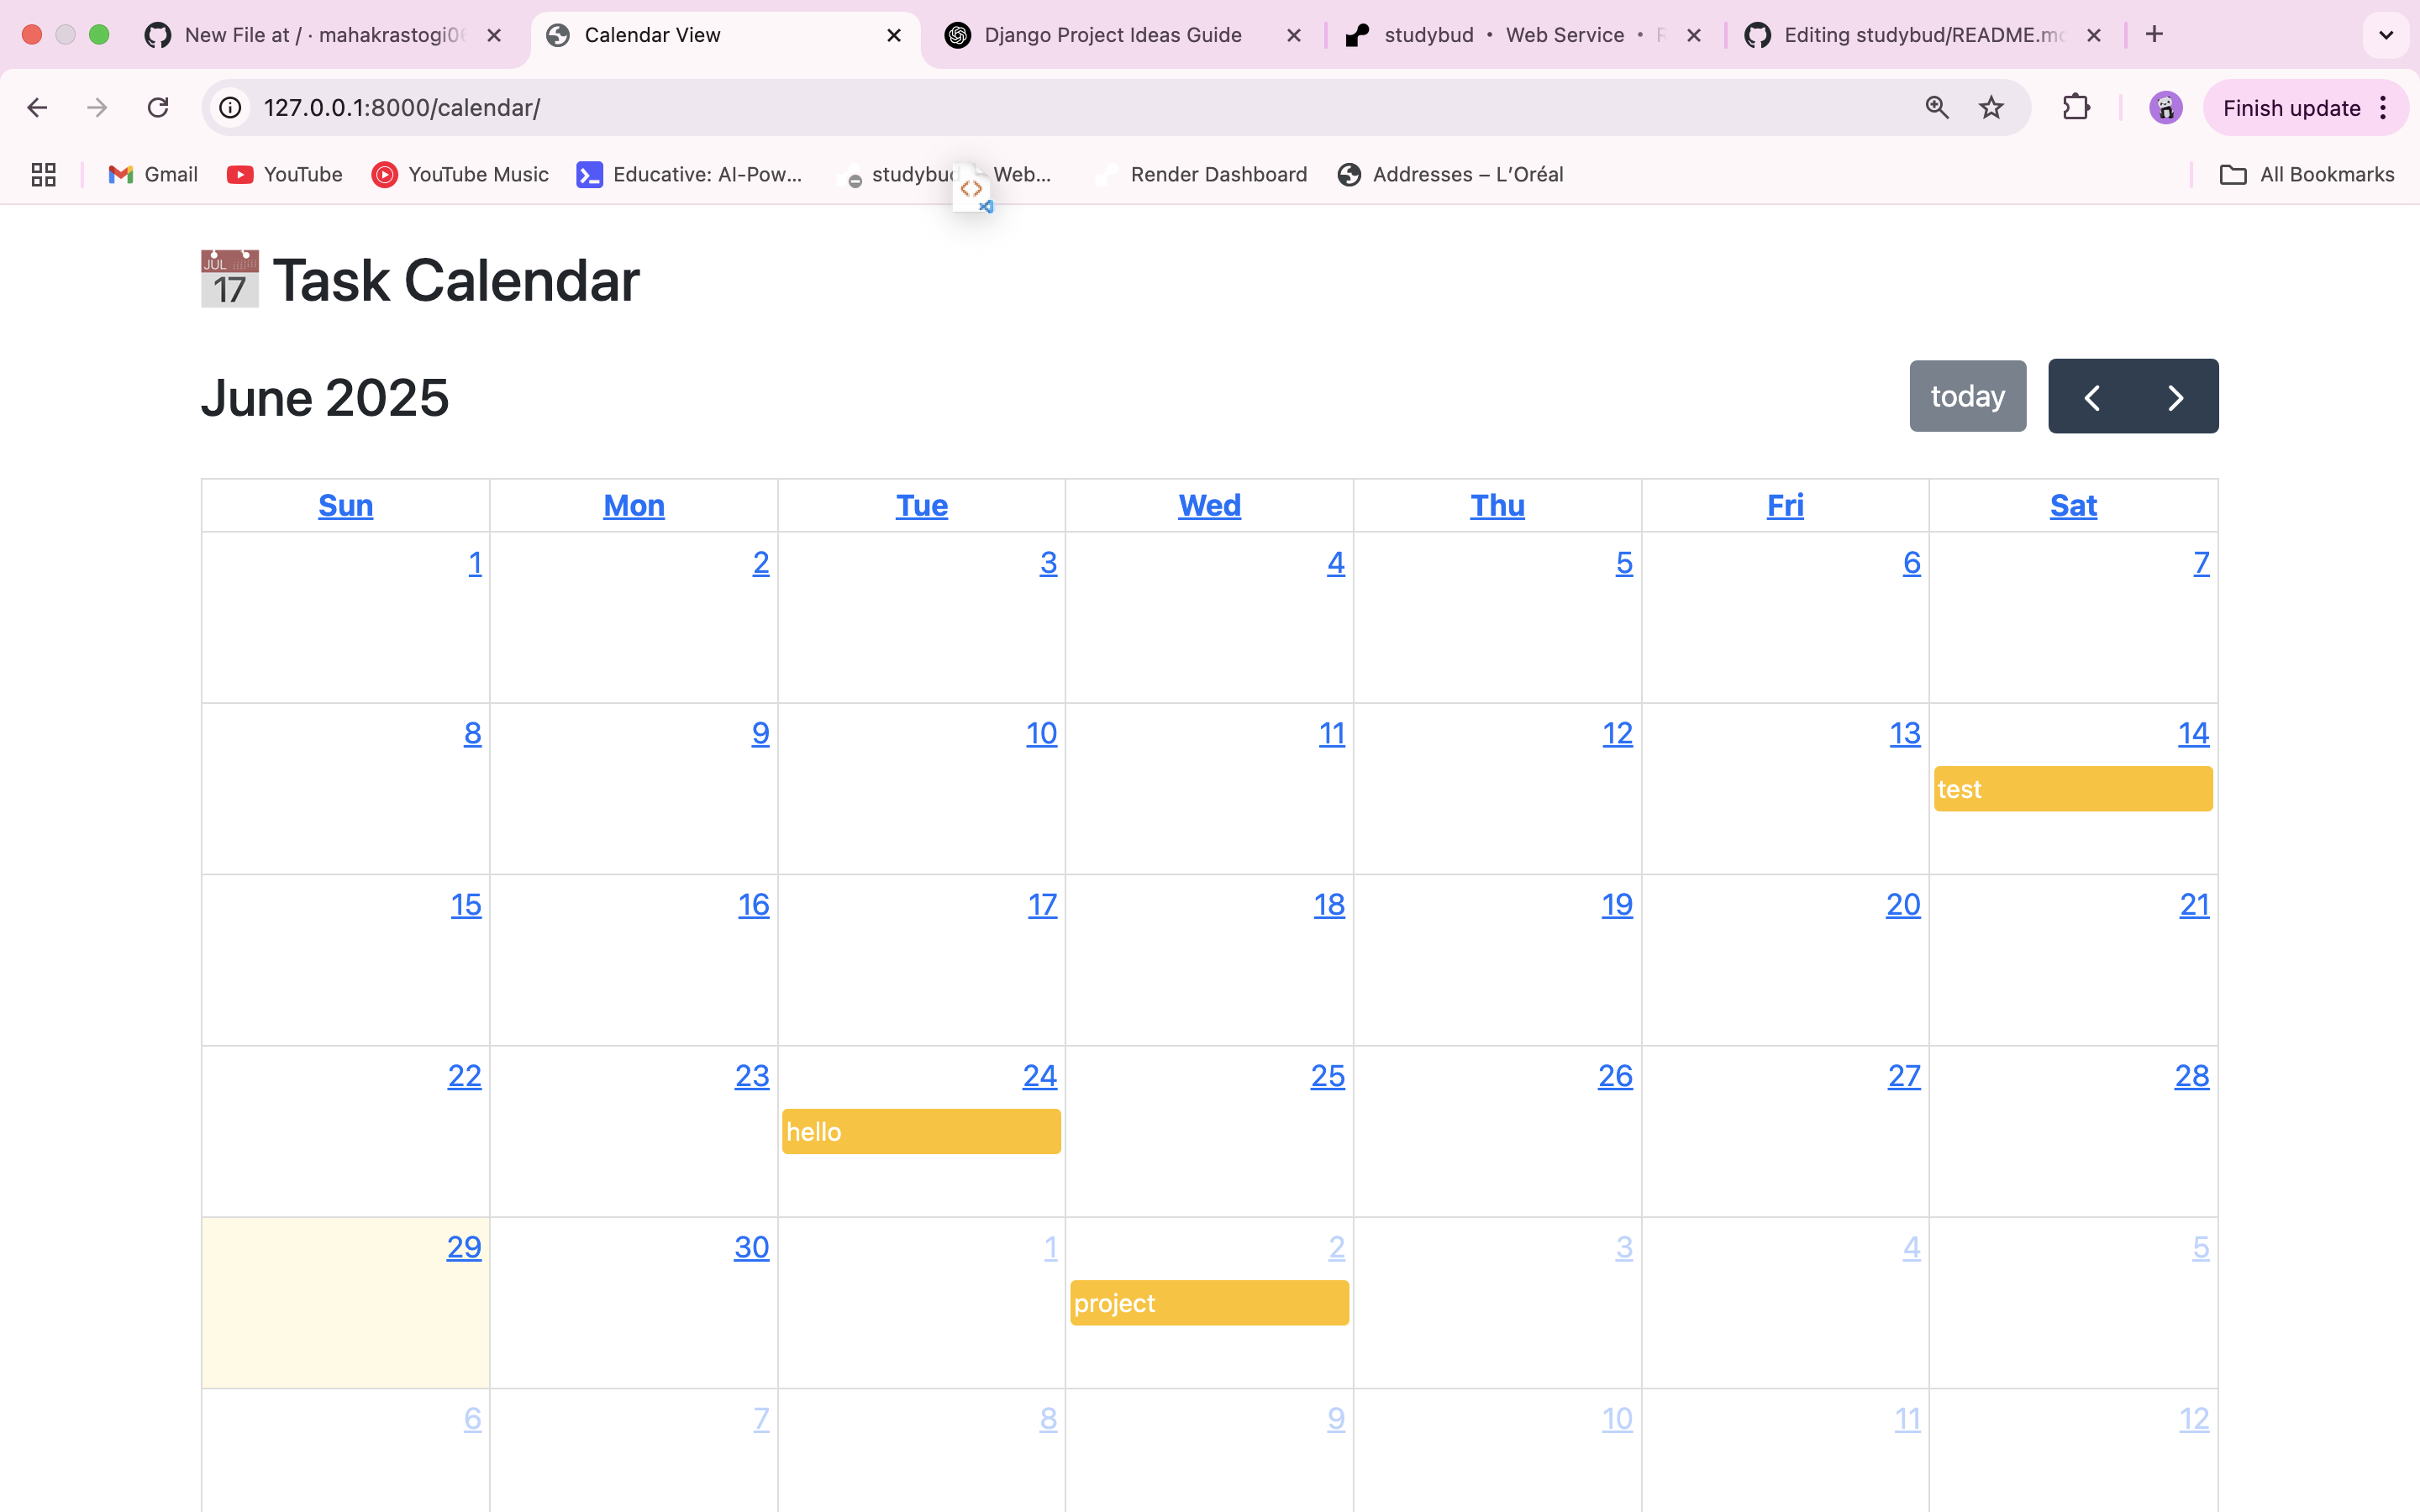 New File at / · mahakrastogi06
Calendar View
Django Project Ideas Guide
studybud • Web Service •
Editing studybud/README.md
127.0.0.1:8000/calendar/
Finish update
Gmail
YouTube
YouTube Music
Educative: AI-Pow...
studybud Web...
Render Dashboard
Addresses – L'Oréal
All Bookmarks
JUL
17
Task Calendar
June 2025
today
Sun Mon Tue Wed Thu Fri Sat
1 2 3 4 5 6 7
8 9 10 11 12 13 14
test
15 16 17 18 19 20 21
22 23 24 25 26 27 28
hello
29 30 1 2 3 4 5
project
6 7 8 9 10 11 12